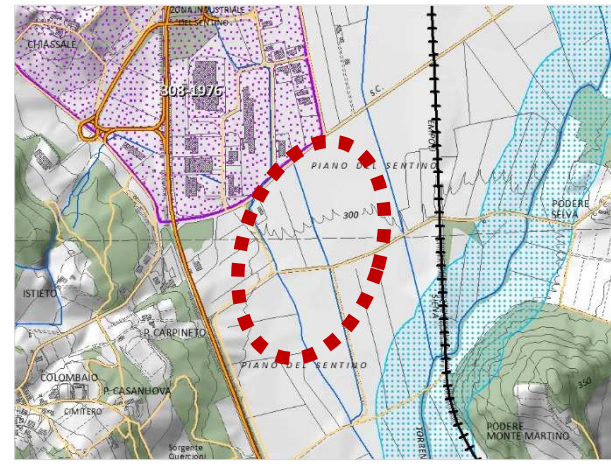 ZONA INDUSTRIALE
DEL SENTINO
CHIASSALE
308-1976
S.C.
PIANO DEL SENTINO
300
PODERE
SELVA
ISTIETO
P. CARPINETO
COLOMBAIO
P. CASANUOVA
CIMITERO
PIANO DEL SENTINO
350
Sorgente
Quercioni
PODERE
MONTE MARTINO